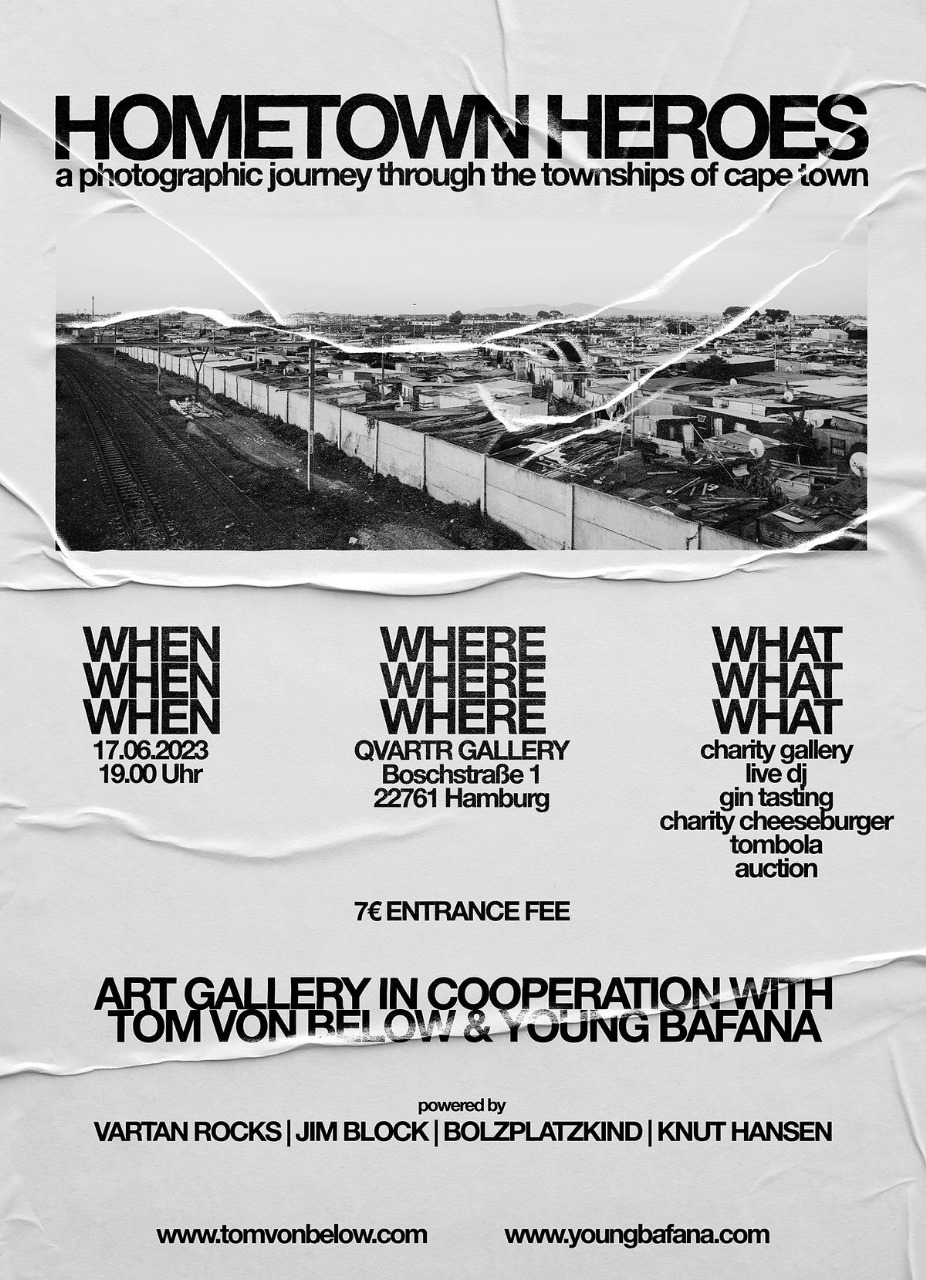 HOMETOWN HEROES
a photographic journey through the townships of cape town
WHEN
WHEN
WHEN
17.06.2023
19.00 Uhr
WHERE
WHERE
WHERE
QVARTR GALLERY
Boschstraße 1
22761 Hamburg
WHAT
WHAT
WHAT
charity gallery
live dj
gin tasting
charity cheeseburger
tombola
auction
7€ ENTRANCE FEE
ART GALLERY IN COOPERATION WITH
TOM VON BELOW & YOUNG BAFANA
powered by
VARTAN ROCKS | JIM BLOCK | BOLZPLATZKIND | KNUT HANSEN
www.tomvonbelow.com
www.youngbafana.com